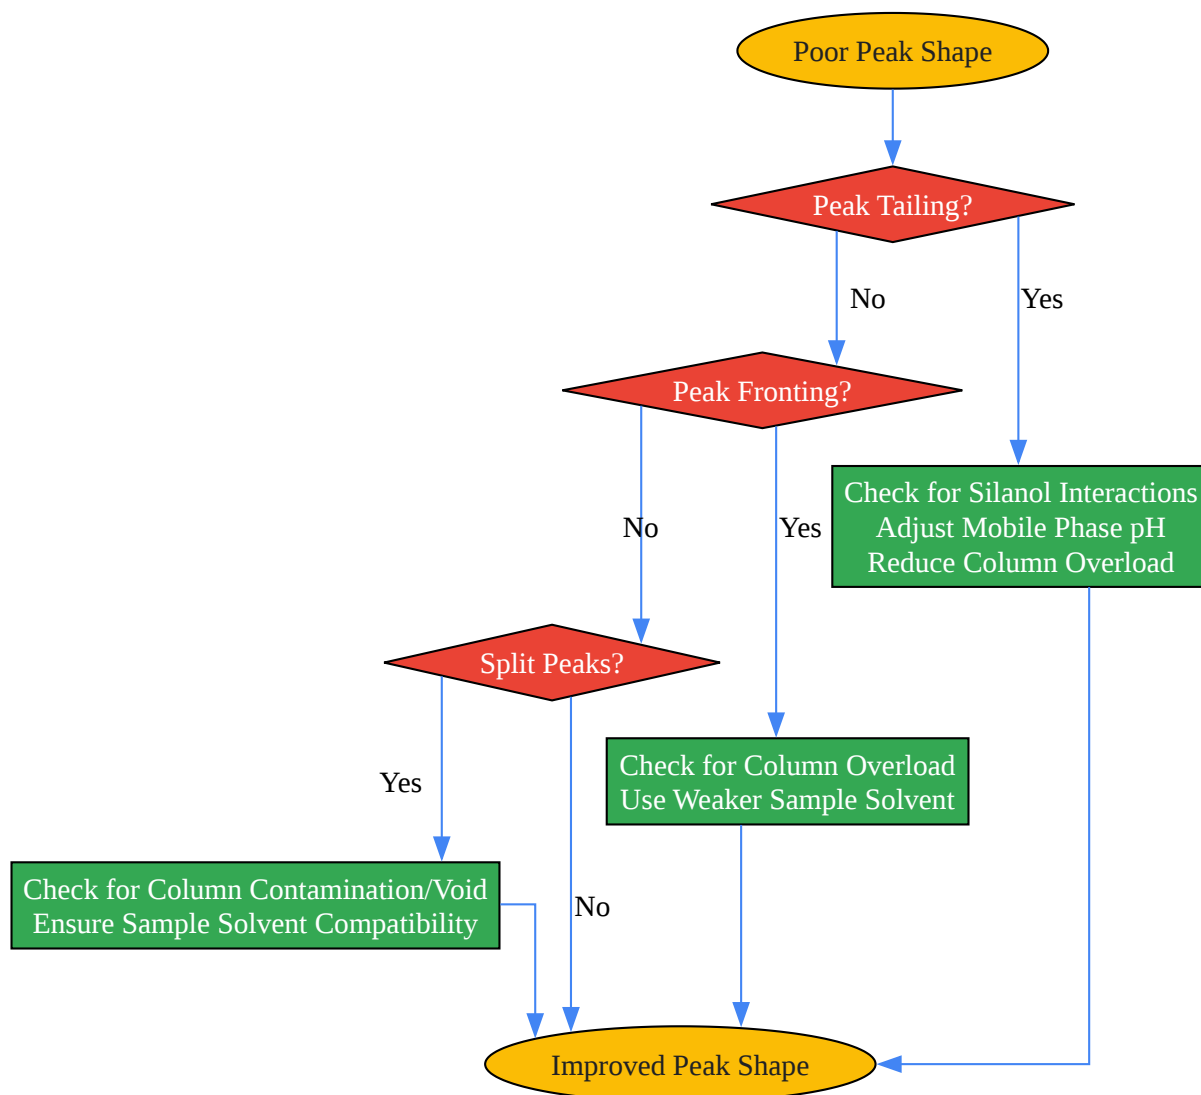 Poor Peak Shape
Peak Tailing?
No
Yes
Peak Fronting?
Check for Silanol Interactions
Adjust Mobile Phase pH
Reduce Column Overload
No
Yes
Split Peaks?
Check for Column Overload
Use Weaker Sample Solvent
Yes
Check for Column Contamination/Void
Ensure Sample Solvent Compatibility
No
Improved Peak Shape